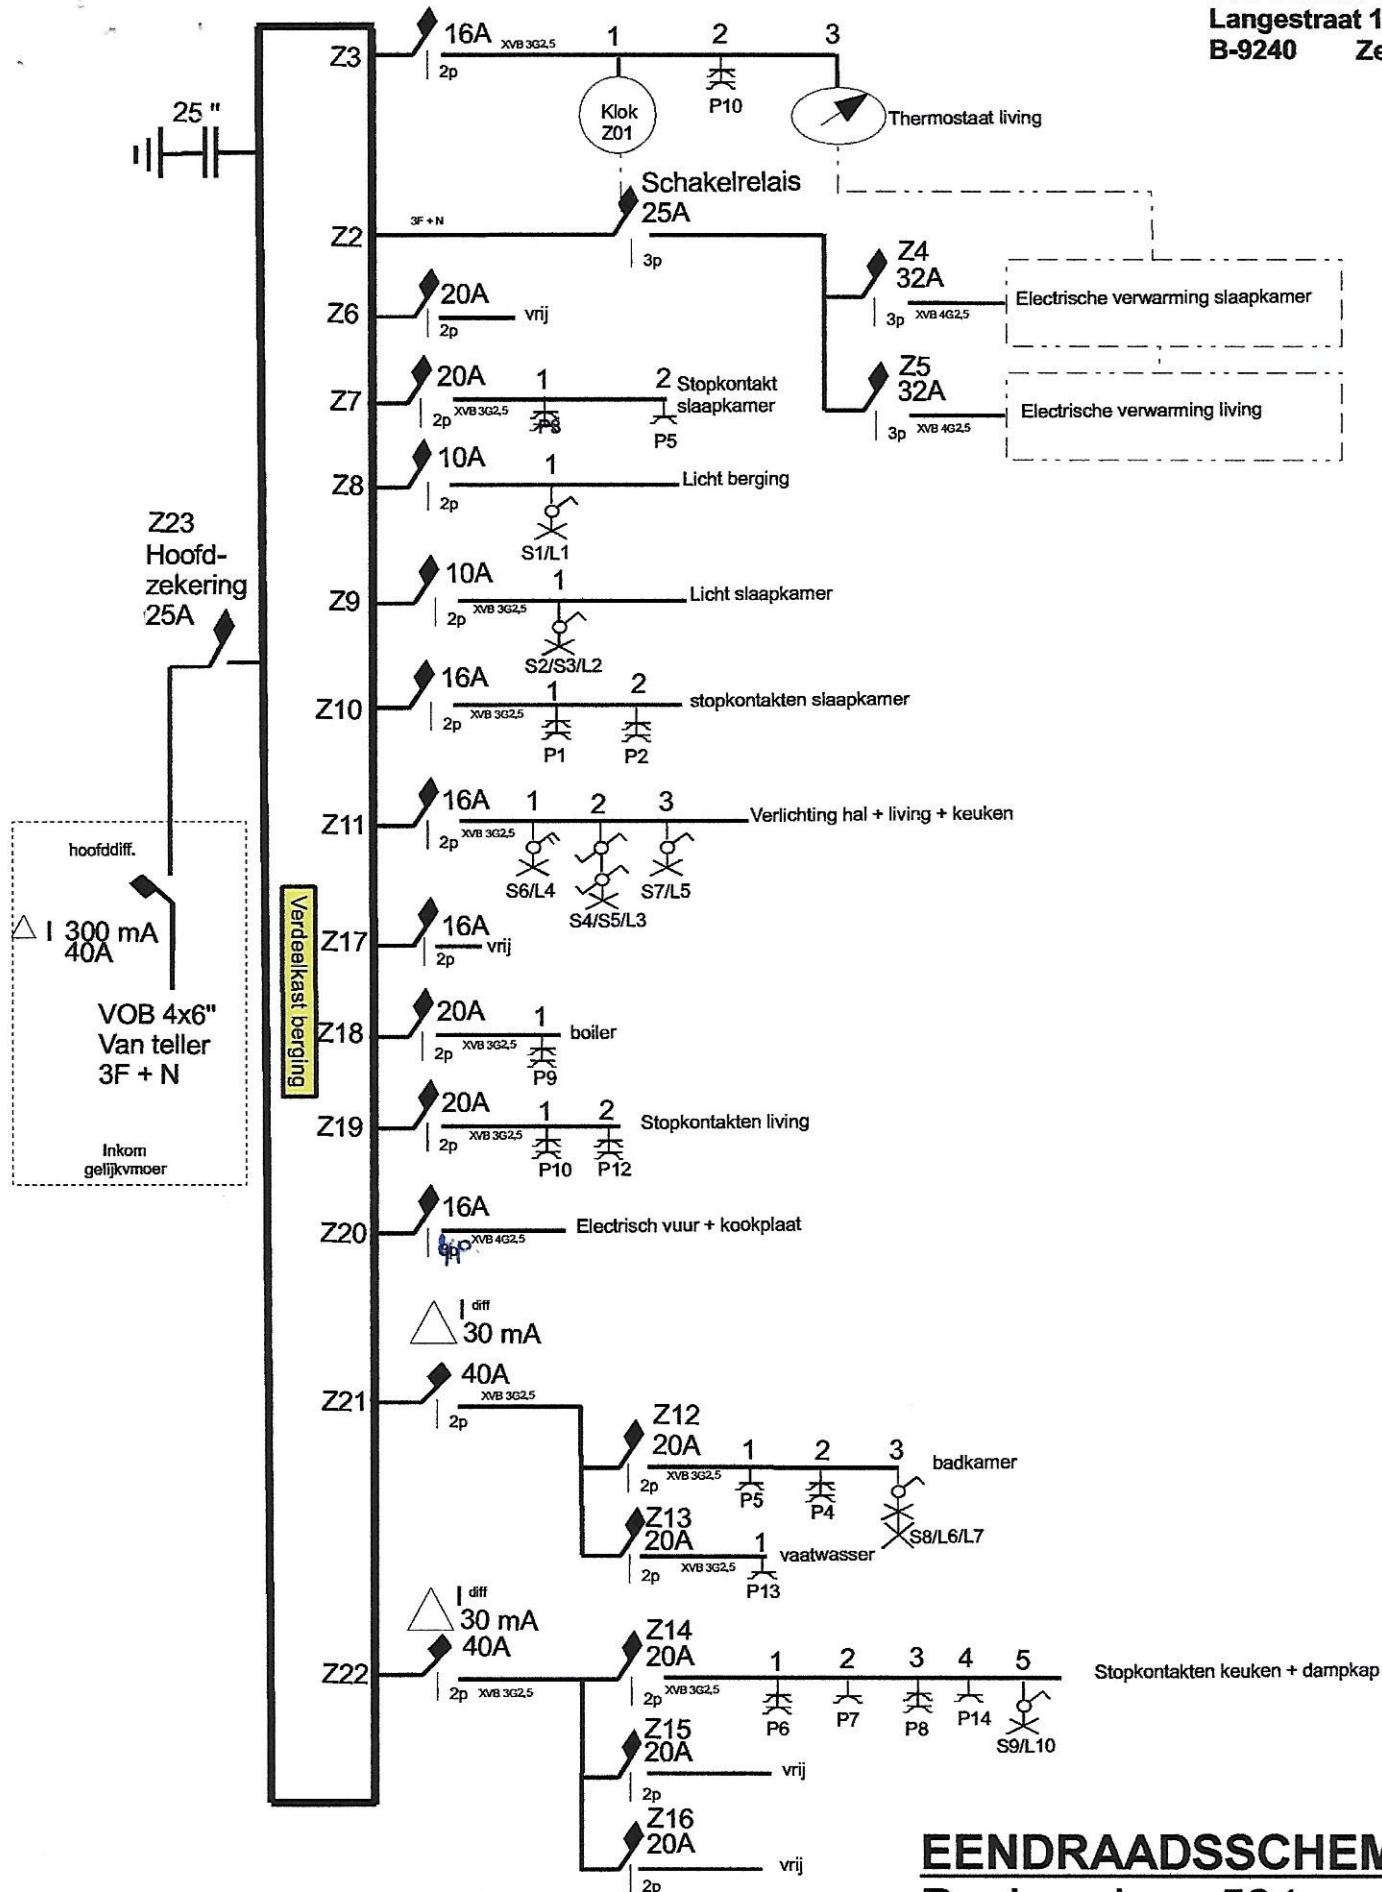 Langestraat 1
B-9240 Ze
Z3
16A
XVB 3G2,5
2p
1
2
3
P10
Klok
Z01
Thermostaat living
25 "
Schakelrelais
25A
3F + N
Z2
3p
Z4
32A
3p
XVB 4G2,5
Electrische verwarming slaapkamer
Z5
32A
3p
XVB 4G2,5
Electrische verwarming living
Z6
20A
2p
vrij
Z7
20A
XVB 3G2,5
2p
1
2
P5
Stopkontakt
slaapkamer
Z8
10A
2p
1
S1/L1
Licht berging
Z23
Hoofd-
zekering
25A
Z9
10A
2p
XVB 3G2,5
1
S2/S3/L2
Licht slaapkamer
Z10
16A
2p
XVB 3G2,5
1
2
P1
P2
stopkontakten slaapkamer
Z11
16A
2p
XVB 3G2,5
1
2
3
S6/L4
S4/S5/L3
S7/L5
Verlichting hal + living + keuken
hoofddiff.
I 300 mA
40A
VOB 4x6"
Van teller
3F + N
Inkom
gelijkvmoer
Verdeelkast berging
Z17
16A
2p
vrij
Z18
20A
2p
XVB 3G2,5
1
P9
boiler
Z19
20A
2p
XVB 3G2,5
1
2
P10
P12
Stopkontakten living
Z20
16A
XVB 4G2,5
Electrisch vuur + kookplaat
I diff
30 mA
Z21
40A
XVB 3G2,5
2p
Z12
20A
2p
XVB 3G2,5
1
2
3
P5
P4
S8/L6/L7
badkamer
Z13
20A
2p
XVB 3G2,5
1
P13
vaatwasser
I diff
30 mA
Z22
40A
2p
XVB 3G2,5
Z14
20A
2p
XVB 3G2,5
1
2
3
4
5
P6
P7
P8
P14
S9/L10
Stopkontakten keuken + dampkap
Z15
20A
2p
vrij
Z16
20A
2p
vrij
EENDRAADSSCHEM